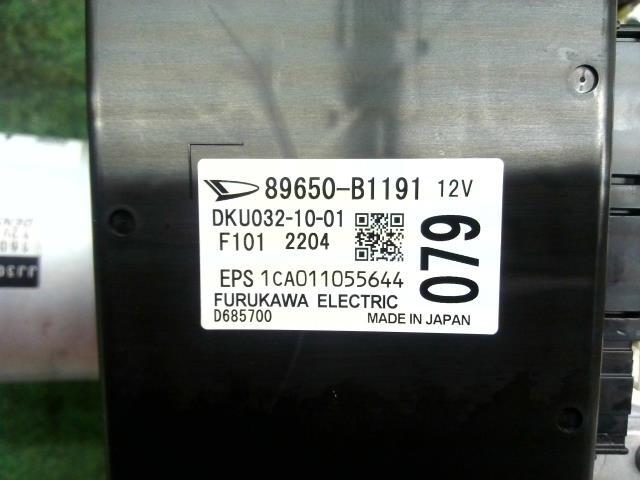 89650-B1191 12V
DKU032-10-01
F101 2204
079
EPS 1CA011055644
FURUKAWA ELECTRIC
D685700 MADE IN JAPAN